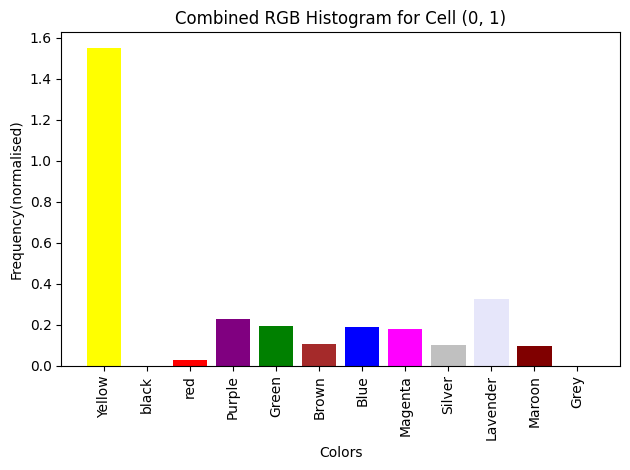 Combined RGB Histogram for Cell (0, 1)
Frequency(normalised)
1.6
1.4
1.2
1.0
0.8
0.6
0.4
0.2
0.0
Yellow
black
red
Purple
Green
Brown
Blue
Magenta
Silver
Lavender
Maroon
Grey
Colors